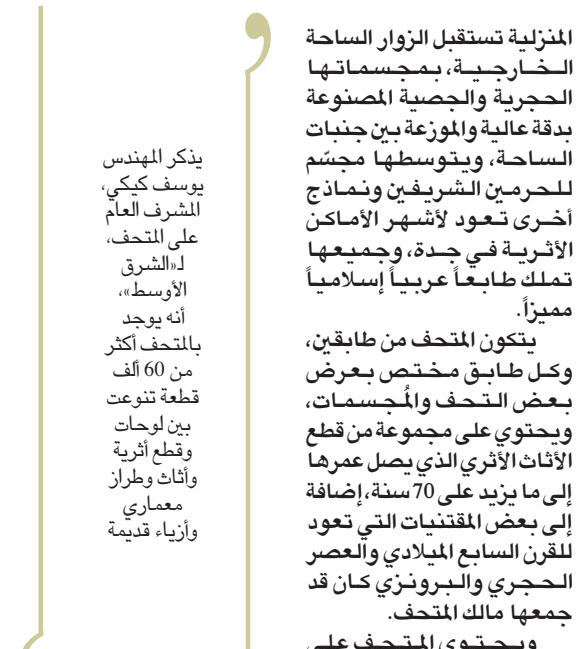 المنزلية تستقبل الزوار الساحة
الخارجية، بمجسماتها
الحجرية والجصية المصنوعة
بدقة عالية والموزعة بين جنبات
الساحة، ويتوسطها مجسّم
للحرمين الشريفين ونماذج
أخرى تعود لأشهر الأماكن
الأثرية في جدة، وجميعها
تملك طابعاً عربياً إسلامياً
مميزاً.
يتكون المتحف من طابقين،
وكل طابق مختص بعرض
بعض التحف والمُجسمات،
ويحتوي على مجموعة من قطع
الأثاث الأثري الذي يصل عمرها
إلى ما يزيد على 70 سنة، إضافة
إلى بعض المقتنيات التي تعود
للقرن السابع الميلادي والعصر
الحجري والبرونزي كان قد
جمعها مالك المتحف.
ويحتوي المتحف على
يذكر المهندس
يوسف كيكي،
المشرف العام
على المتحف،
لـ«الشرق
الأوسط»،
أنه يوجد
بالمتحف أكثر
من 60 ألف
قطعة تنوعت
بين لوحات
وقطع أثرية
وأثاث وطراز
معماري
وأزياء قديمة